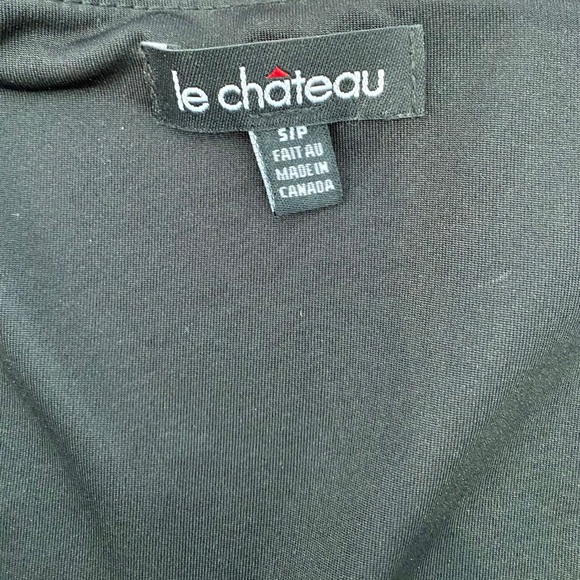 le château
S/P
FAIT AU
MADE IN
CANADA